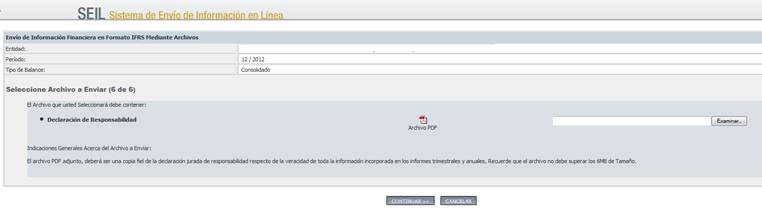 SEIL Sistema de Envío de Información en Línea
Envío de Información Financiera en Formato IFRS Mediante Archivos
Entidad:
Período: 12 / 2012
Tipo de Balance: Consolidado
Seleccione Archivo a Enviar (6 de 6)
El Archivo que usted Seleccionará debe contener:
• Declaración de Responsabilidad
Archivo PDF
Examinar..
Indicaciones Generales Acerca del Archivo a Enviar:
El archivo PDF adjunto, deberá ser una copia fiel de la declaración jurada de responsabilidad respecto de la veracidad de toda la información incorporada en los informes trimestrales y anuales, Recuerde que el archivo no debe superar los 6MB de Tamaño.
CONTINUAR >> CANCELAR